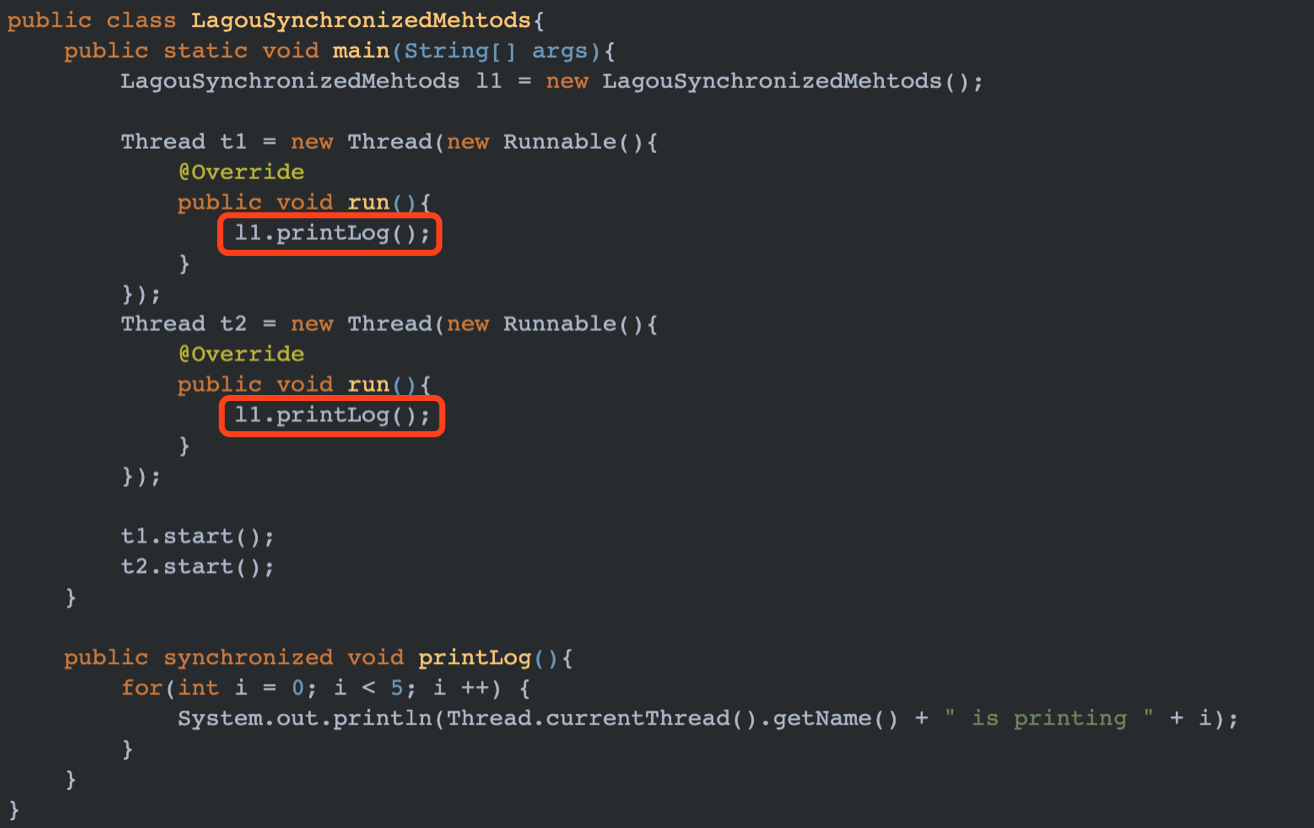 public class LagouSynchronizedMehtods{
    public static void main(String[] args){
        LagouSynchronizedMehtods l1 = new LagouSynchronizedMehtods();

        Thread t1 = new Thread(new Runnable(){
            @Override
            public void run(){
                l1.printLog();
            }
        });
        Thread t2 = new Thread(new Runnable(){
            @Override
            public void run(){
                l1.printLog();
            }
        });

        t1.start();
        t2.start();
    }

    public synchronized void printLog(){
        for(int i = 0; i < 5; i ++) {
            System.out.println(Thread.currentThread().getName() + " is printing " + i);
        }
    }
}